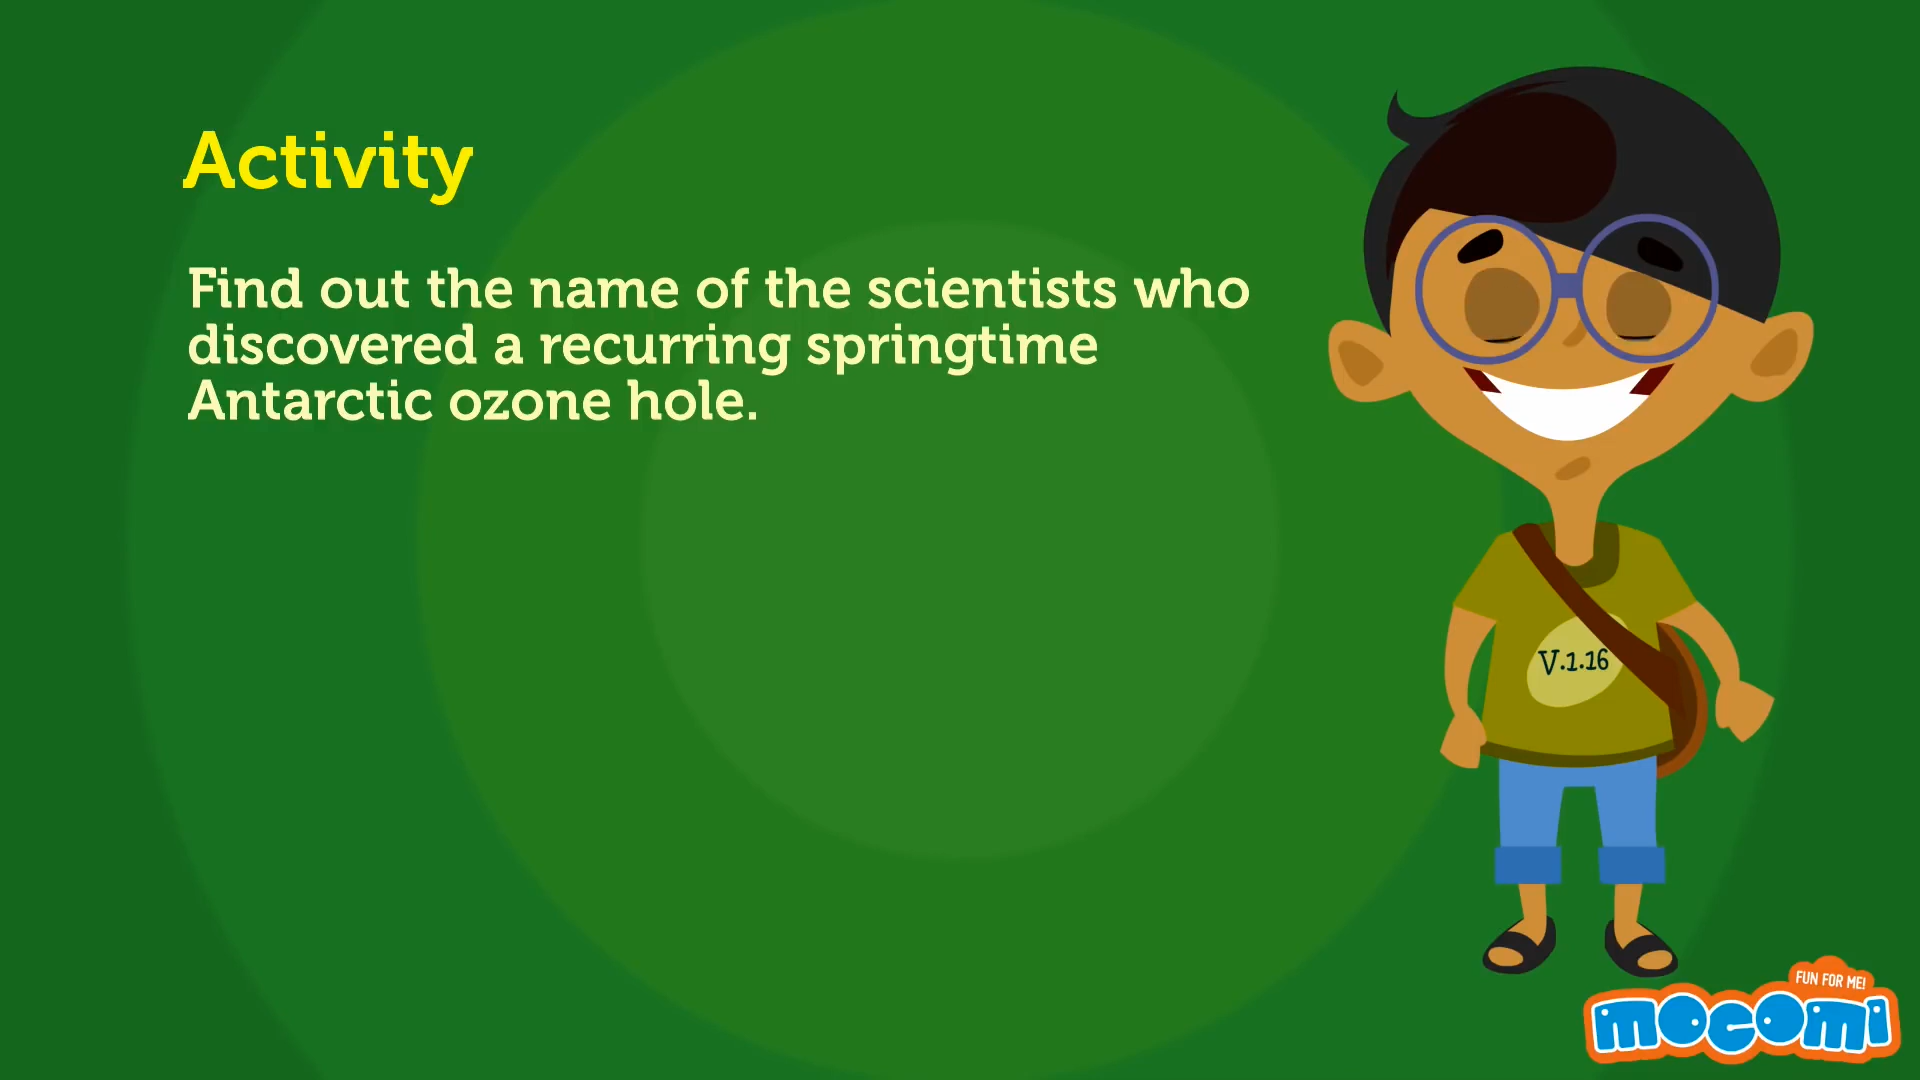 Activity
Find out the name of the scientists who
discovered a recurring springtime
Antarctic ozone hole.
V.1.16
FUN FOR ME!
mocomi